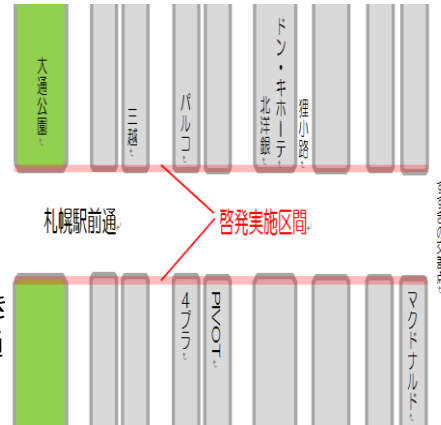 大通公園
三越
パルコ
ドン・キホーテ
北洋銀
狸小路
札幌駅前通
啓発実施区間
4プラ
PIVOT
マクドナルド